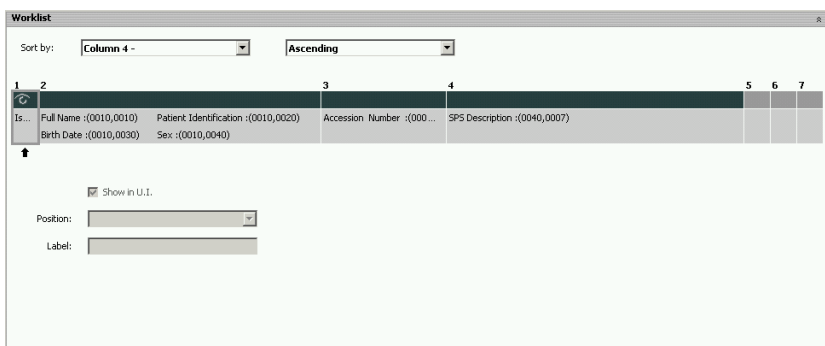 Worklist
Sort by: Column 4 - Ascending
1 2 3 4 5 6 7
Is... Full Name :(0010,0010) Patient Identification :(0010,0020) Accession Number :(000... SPS Description :(0040,0007)
Birth Date :(0010,0030) Sex :(0010,0040)
Show in U.I.
Position:
Label: